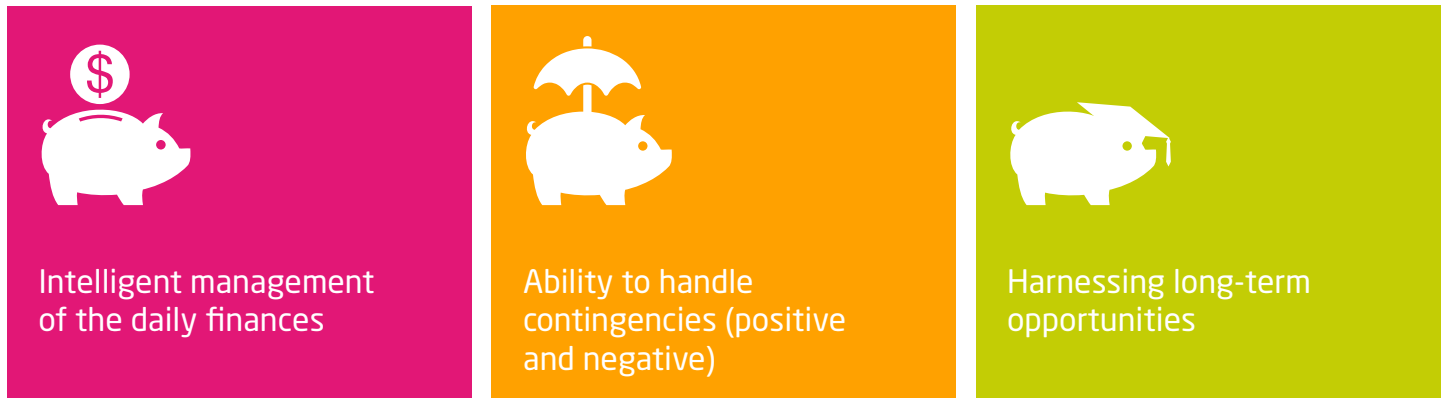 $
Intelligent management
of the daily finances
Ability to handle
contingencies (positive
and negative)
Harnessing long-term
opportunities